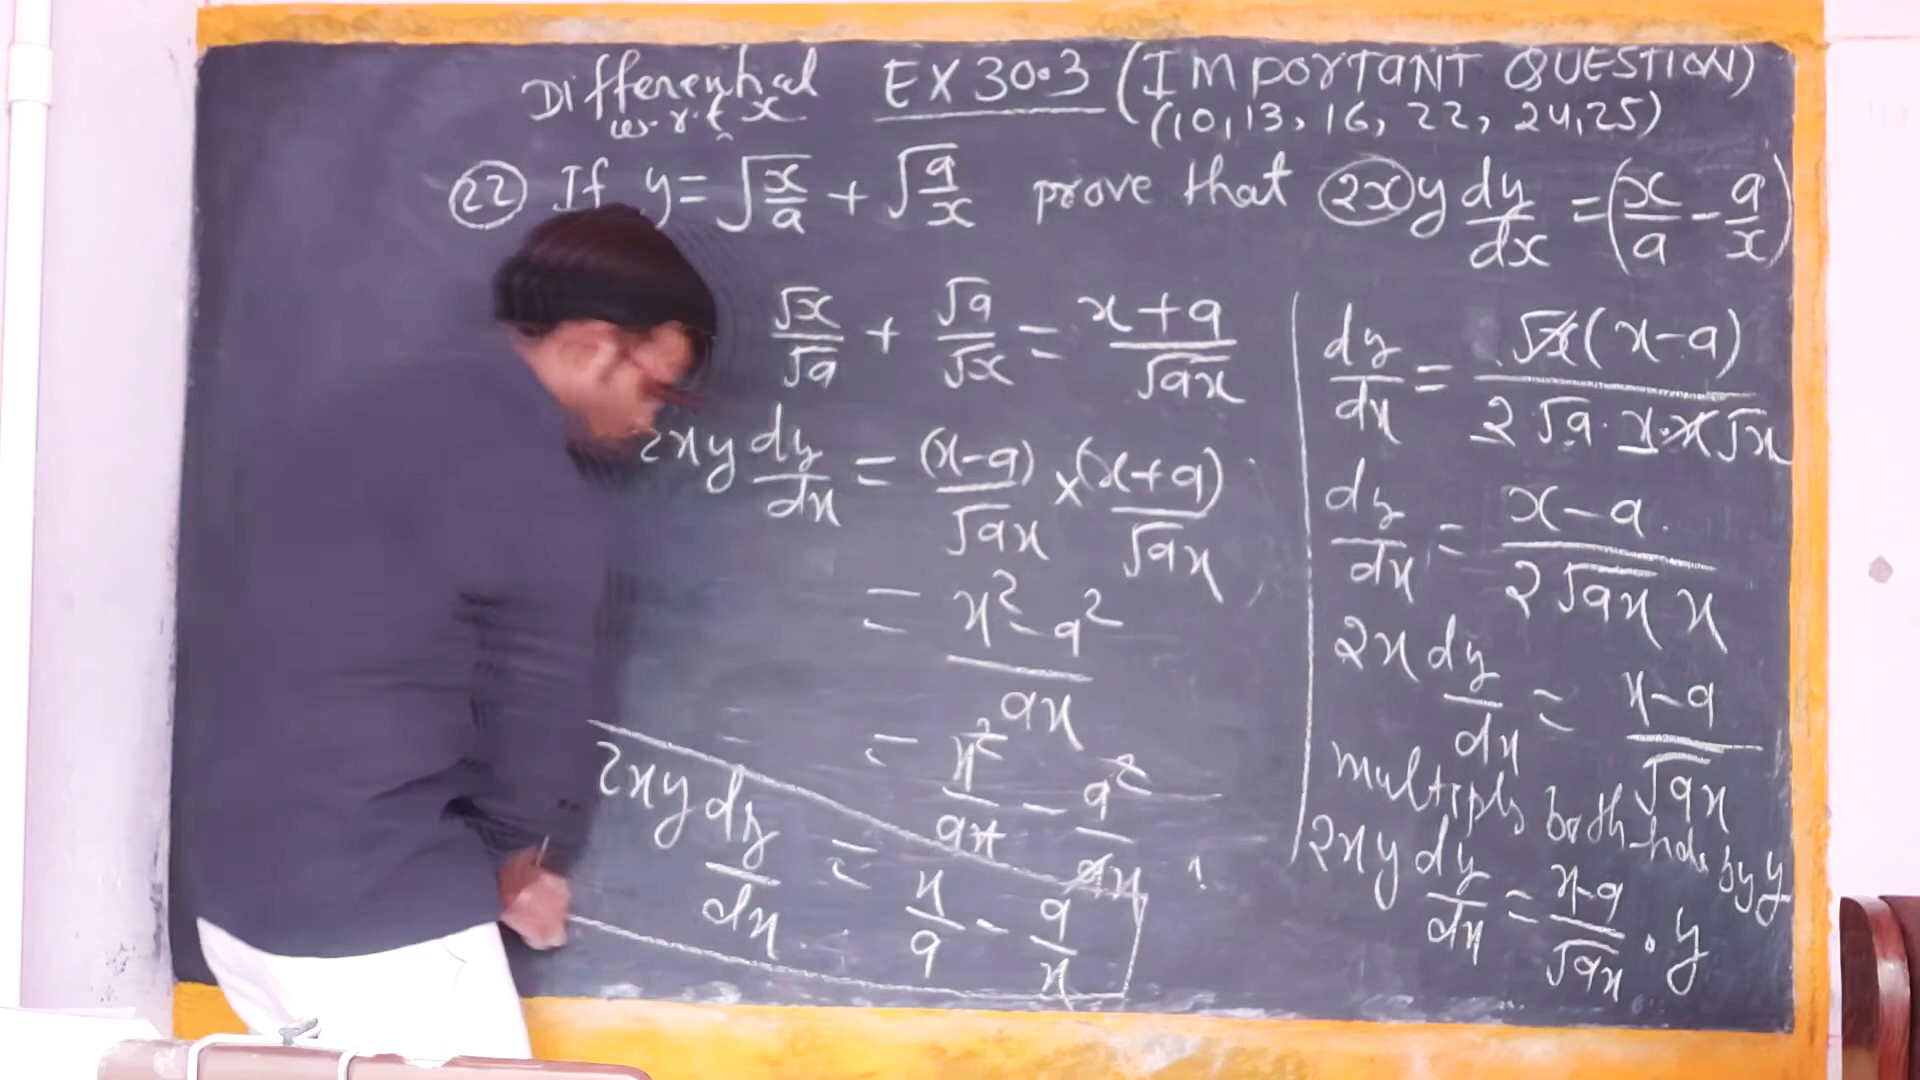 Differential EX 30.3 (IMPORTANT QUESTION)
w.r.t x (10, 13, 16, 22, 24, 25)
(22) If y = √(x/a) + √(a/x) prove that 2xy dy/dx = (x/a - a/x)
√x/√a + √a/√x = x+a/√ax
2xy dy/dx = (x-a)/√ax × (x+a)/√ax
= x² - a²/ax
= x²/ax - a²/ax
2xy dy/dx = x/a - a/x
dy/dx = √x(x-a)/2√a.x.x√x
dy/dx = x-a/2√ax x
2x dy/dx = x-a/√ax
multiply both side by y
2xy dy/dx = x-a/√ax . y